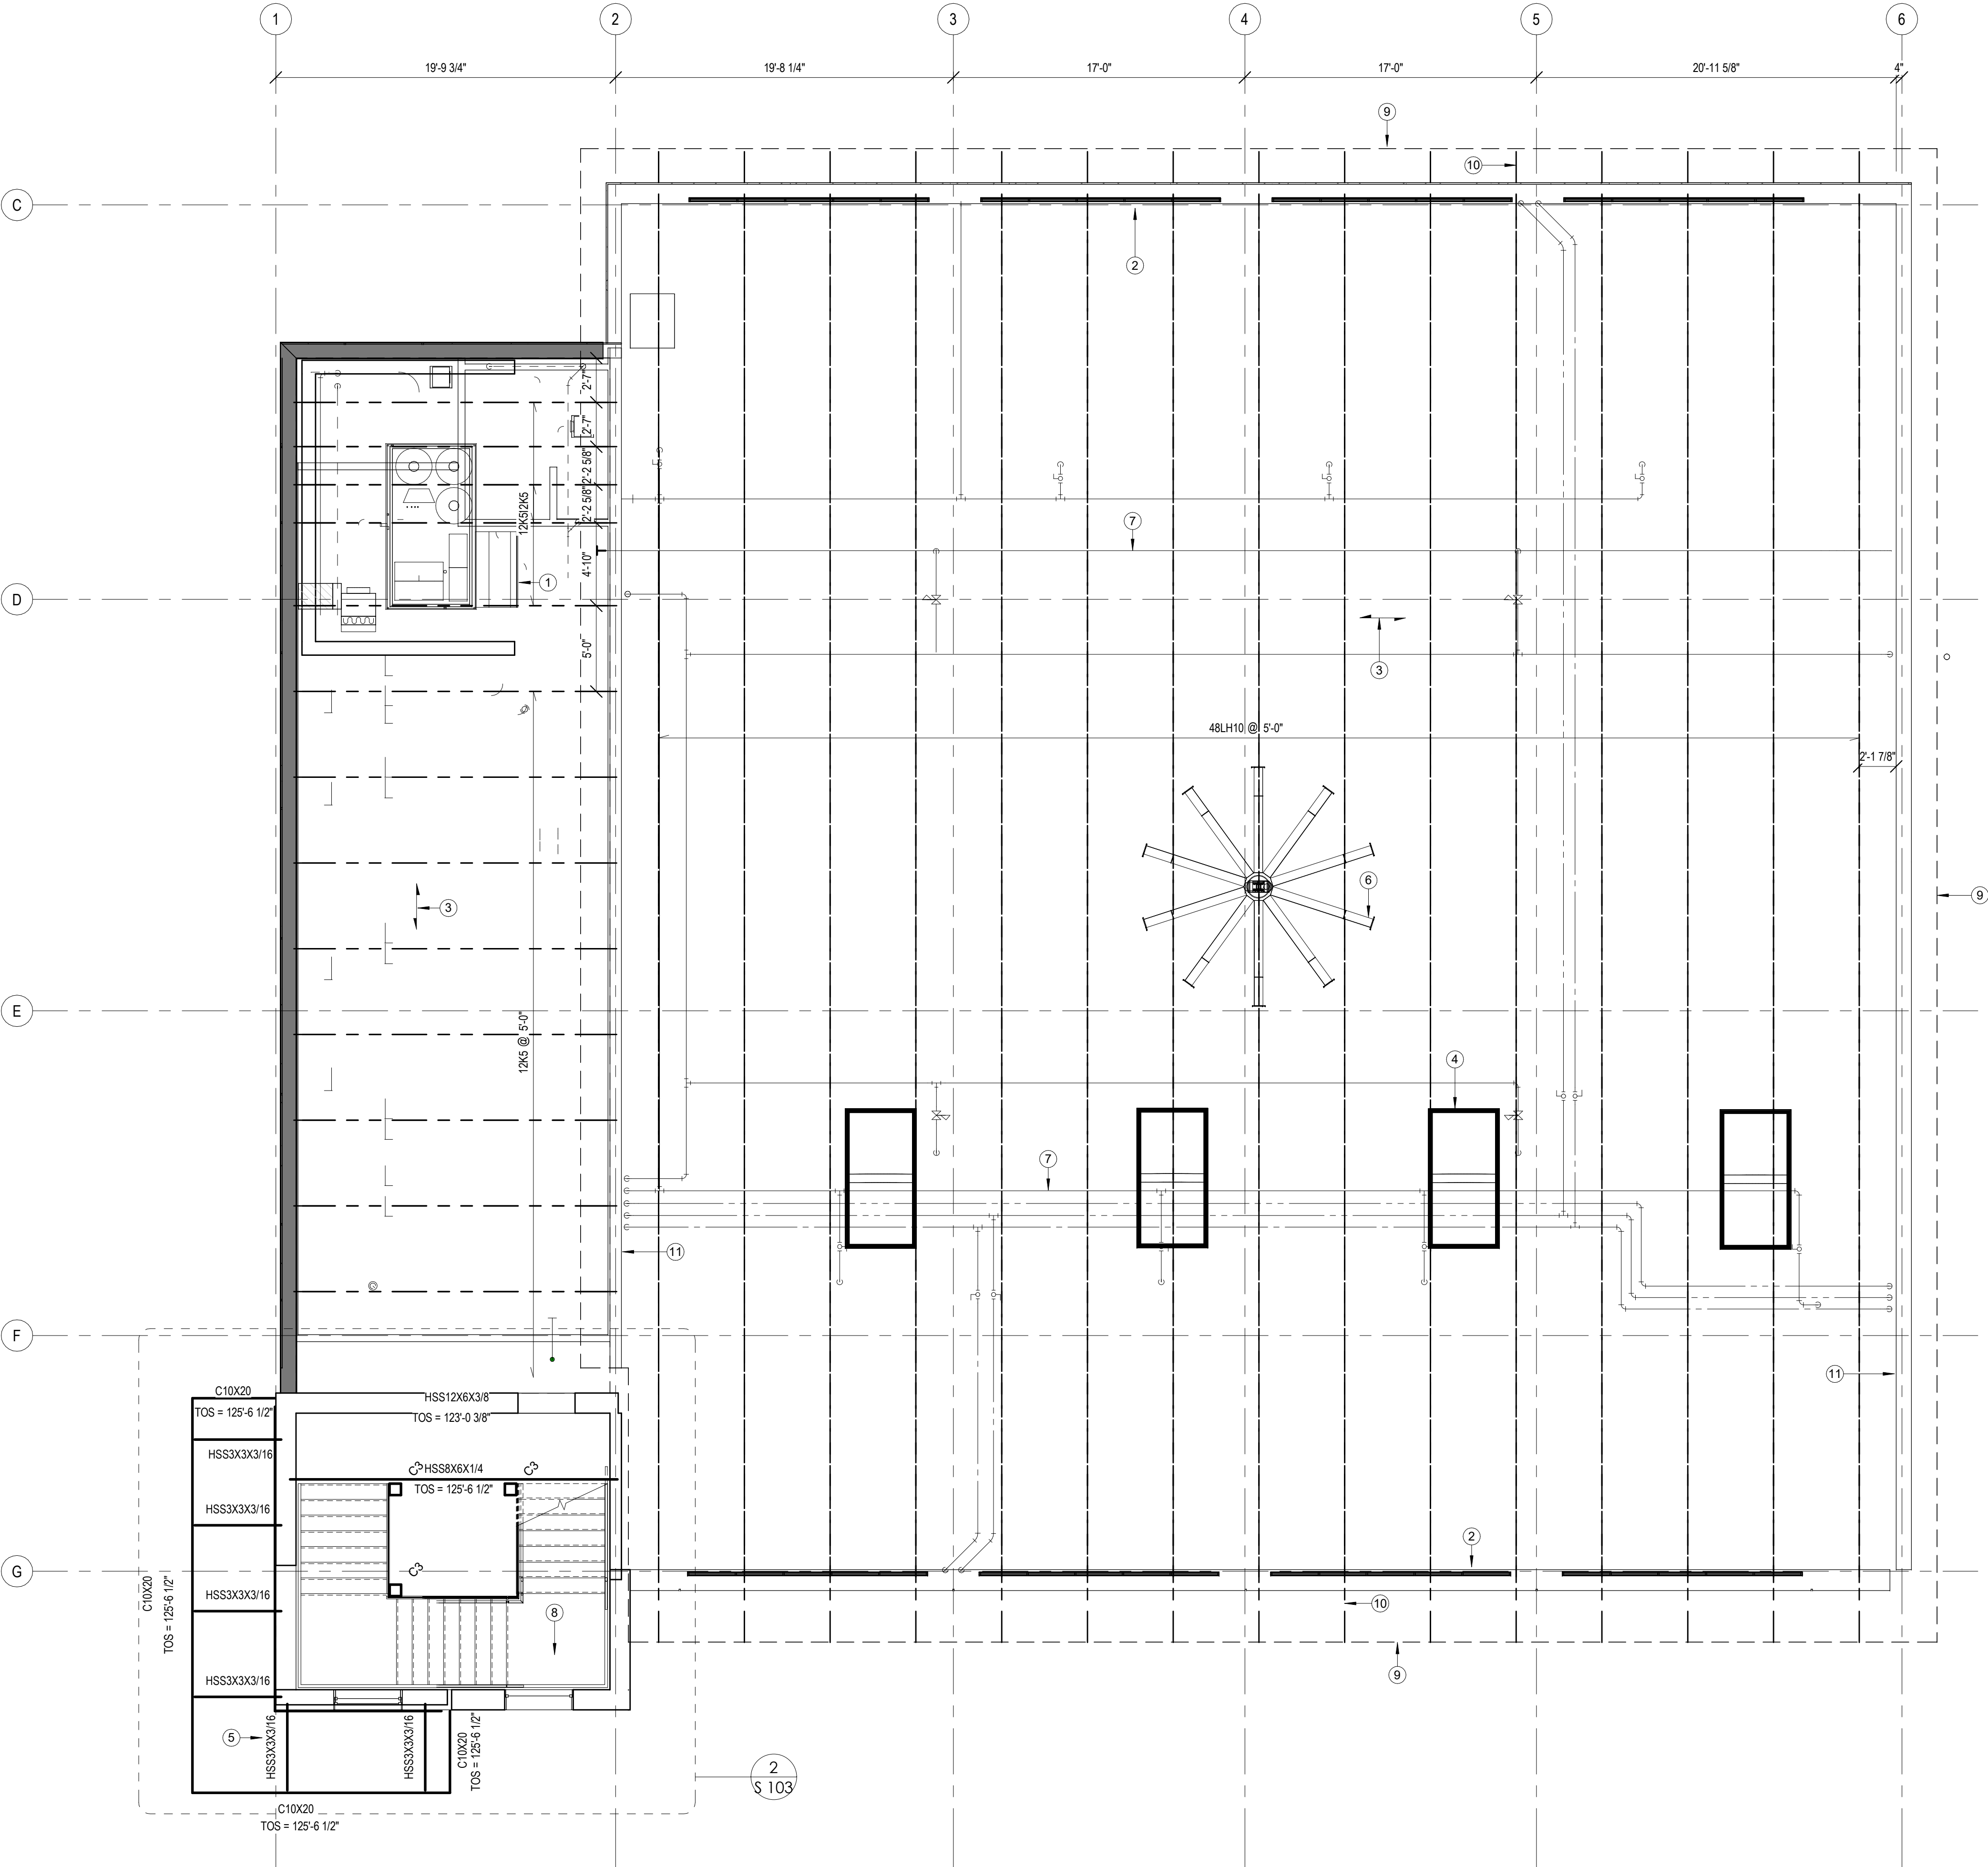 1 2 3 4 5 6
19'-9 3/4" 19'-8 1/4" 17'-0" 17'-0" 20'-11 5/8" 4"
9
10
C
2
2'-7"
2'-7"
2'-2 5/8"
2'-2 5/8"
12K5 12K5
7
4'-10"
1
D
5'-0"
3
48LH10 @ 5'-0"
2'-1 7/8"
6
9
3
E
12K5 @ 5'-0"
4
7
11
F
11
C10X20
TOS = 125'-6 1/2"
HSS12X6X3/8
TOS = 123'-0 3/8"
HSS3X3X3/16
C3 HSS8X6X1/4 C3
TOS = 125'-6 1/2"
HSS3X3X3/16
2
G
C3
C10X20
TOS = 125'-6 1/2"
HSS3X3X3/16
8
10
9
HSS3X3X3/16
5
HSS3X3X3/16
HSS3X3X3/16
C10X20
TOS = 125'-6 1/2"
2
S 103
C10X20
TOS = 125'-6 1/2"